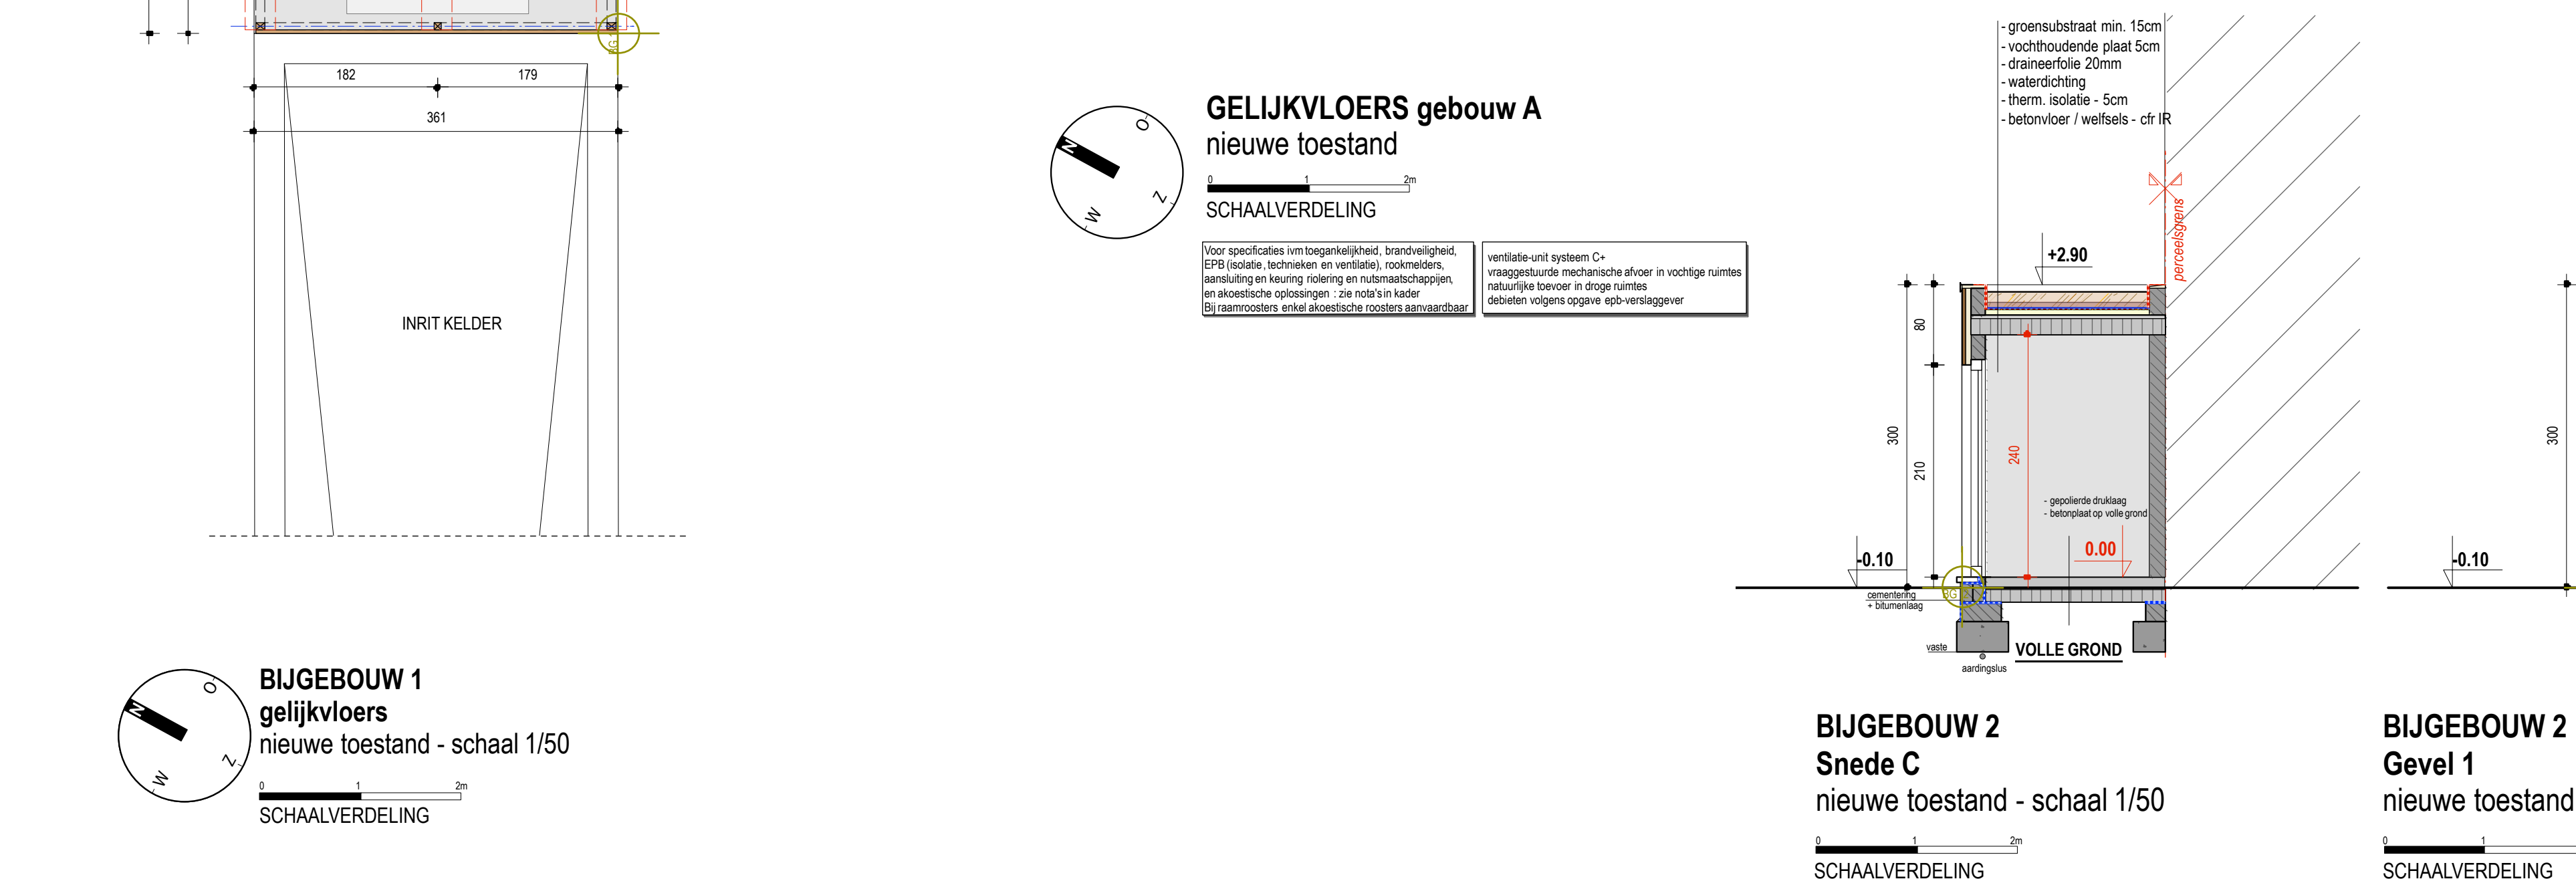 BG
182
179
361
INRIT KELDER
N
O
W
Z
BIJGEBOUW 1
gelijkvloers
nieuwe toestand - schaal 1/50
0 1 2m
SCHAALVERDELING
N
O
W
Z
GELIJKVLOERS gebouw A
nieuwe toestand
0 1 2m
SCHAALVERDELING
Voor specificaties ivm toegankelijkheid, brandveiligheid,
EPB (isolatie, technieken en ventilatie), rookmelders,
aansluiting en keuring riolering en nutsmaatschappijen,
en akoestische oplossingen : zie nota's in kader
Bij raamroosters enkel akoestische roosters aanvaardbaar
ventilatie-unit systeem C+
vraaggestuurde mechanische afvoer in vochtige ruimtes
natuurlijke toevoer in droge ruimtes
debieten volgens opgave epb-verslaggever
- groensubstraat min. 15cm
- vochthoudende plaat 5cm
- draineerfolie 20mm
- waterdichting
- therm. isolatie - 5cm
- betonvloer / welfsels - cfr IR
perceelsgrens
+2.90
80
300
210
240
- gepolierde druklaag
- betonplaat op volle grond
0.00
-0.10
cementering
+ bitumenlaag
BG
vaste
aardingslus
VOLLE GROND
BIJGEBOUW 2
Snede C
nieuwe toestand - schaal 1/50
0 1 2m
SCHAALVERDELING
300
-0.10
BIJGEBOUW 2
Gevel 1
nieuwe toestand
0 1
SCHAALVERDELING